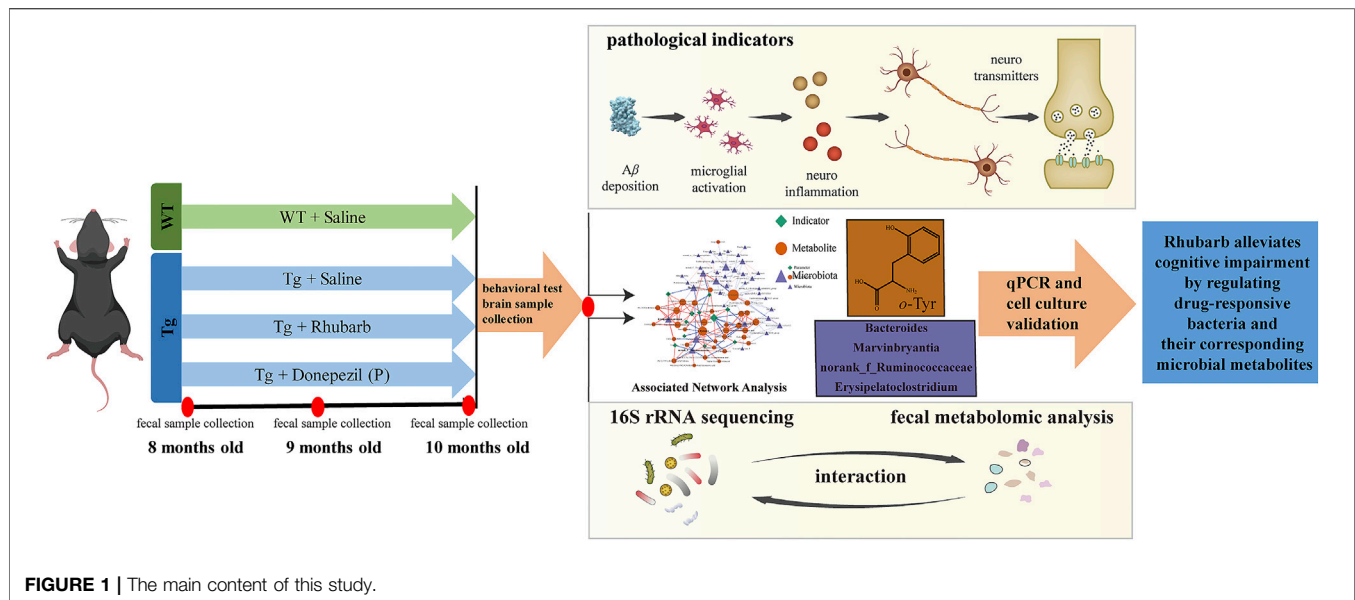 pathological indicators
Aβ
deposition
microglial
activation
neuro
inflammation
neuro
transmitters
WT
WT + Saline
Tg
Tg + Saline
Tg + Rhubarb
Tg + Donepezil (P)
fecal sample collection
fecal sample collection
fecal sample collection
8 months old
9 months old
10 months old
behavioral test
brain sample
collection
Indicator
Metabolite
Microbiota
Associated Network Analysis
HO
HO
O
NH₂
o-Tyr
Bacteroides
Marvinbryantia
norank_f_Ruminococcaceae
Erysipelatoclostridium
qPCR and
cell culture
validation
Rhubarb alleviates
cognitive impairment
by regulating
drug-responsive
bacteria and
their corresponding
microbial metabolites
16S rRNA sequencing
fecal metabolomic analysis
interaction
FIGURE 1 | The main content of this study.